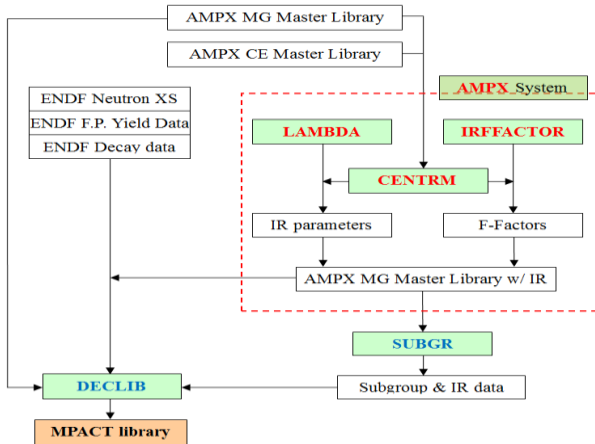 AMPX MG Master Library
AMPX CE Master Library
AMPX System
ENDF Neutron XS
ENDF F.P. Yield Data
ENDF Decay data
LAMBDA
IRFFACTOR
CENTRM
IR parameters
F-Factors
AMPX MG Master Library w/ IR
SUBGR
DECLIB
Subgroup & IR data
MPACT library